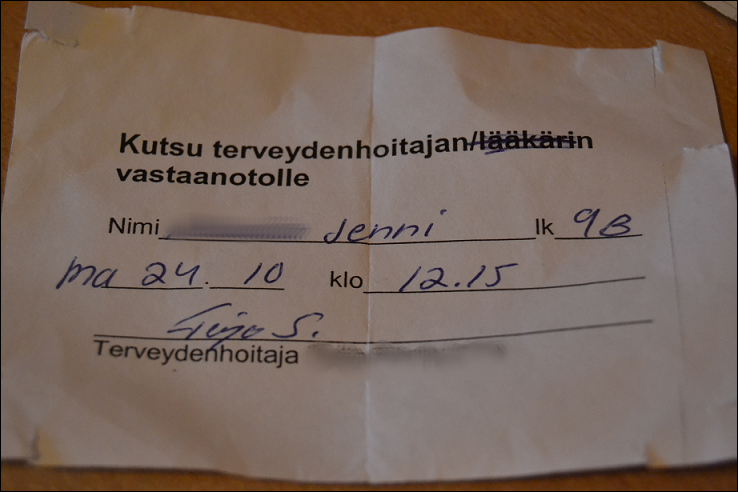 Kutsu terveydenhoitajan/lääkärin
vastaanotolle
Nimi Jenni lk 9B
ma 24. 10 klo 12.15
S.
Terveydenhoitaja